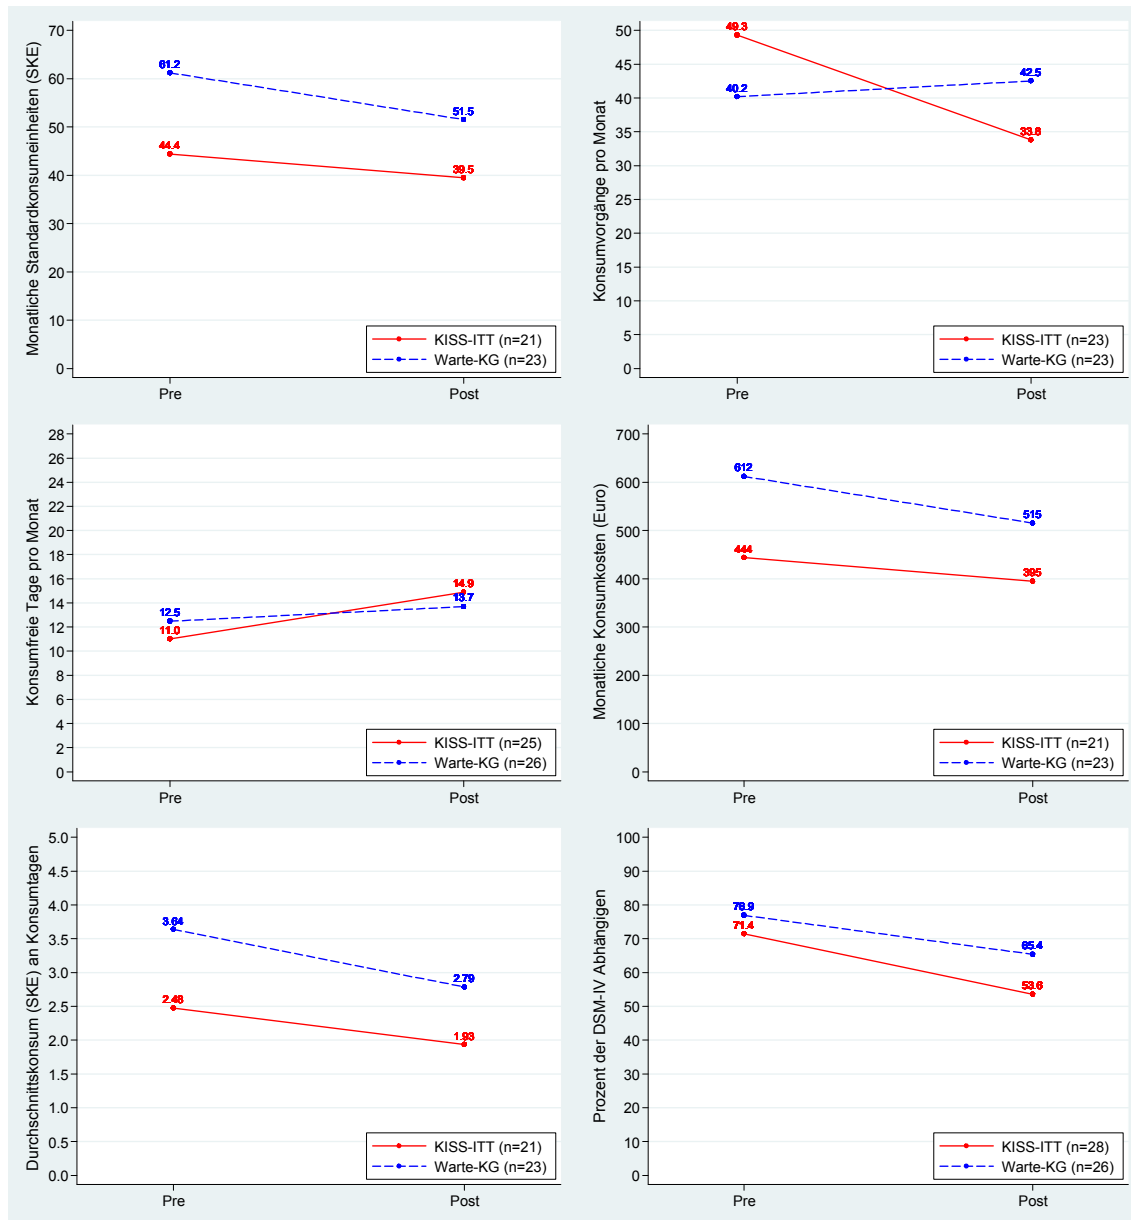 Monatliche Standardkonsumeinheiten (SKE)
70
60
50
40
30
20
10
0
61.2
51.5
44.4
39.5
KISS-ITT (n=21)
Warte-KG (n=23)
Pre
Post
Konsumvorgänge pro Monat
50
45
40
35
30
25
20
15
10
5
0
49.3
40.2
42.5
33.8
KISS-ITT (n=23)
Warte-KG (n=23)
Pre
Post
Konsumfreie Tage pro Monat
28
26
24
22
20
18
16
14
12
10
8
6
4
2
0
12.5
11.0
14.9
13.7
KISS-ITT (n=25)
Warte-KG (n=26)
Pre
Post
Monatliche Konsumkosten (Euro)
700
600
500
400
300
200
100
0
612
515
444
395
KISS-ITT (n=21)
Warte-KG (n=23)
Pre
Post
Durchschnittskonsum (SKE) an Konsumtagen
5.0
4.5
4.0
3.5
3.0
2.5
2.0
1.5
1.0
0.5
0.0
3.64
2.79
2.48
1.93
KISS-ITT (n=21)
Warte-KG (n=23)
Pre
Post
Prozent der DSM-IV Abhängigen
100
90
80
70
60
50
40
30
20
10
0
76.9
71.4
65.4
53.6
KISS-ITT (n=28)
Warte-KG (n=26)
Pre
Post